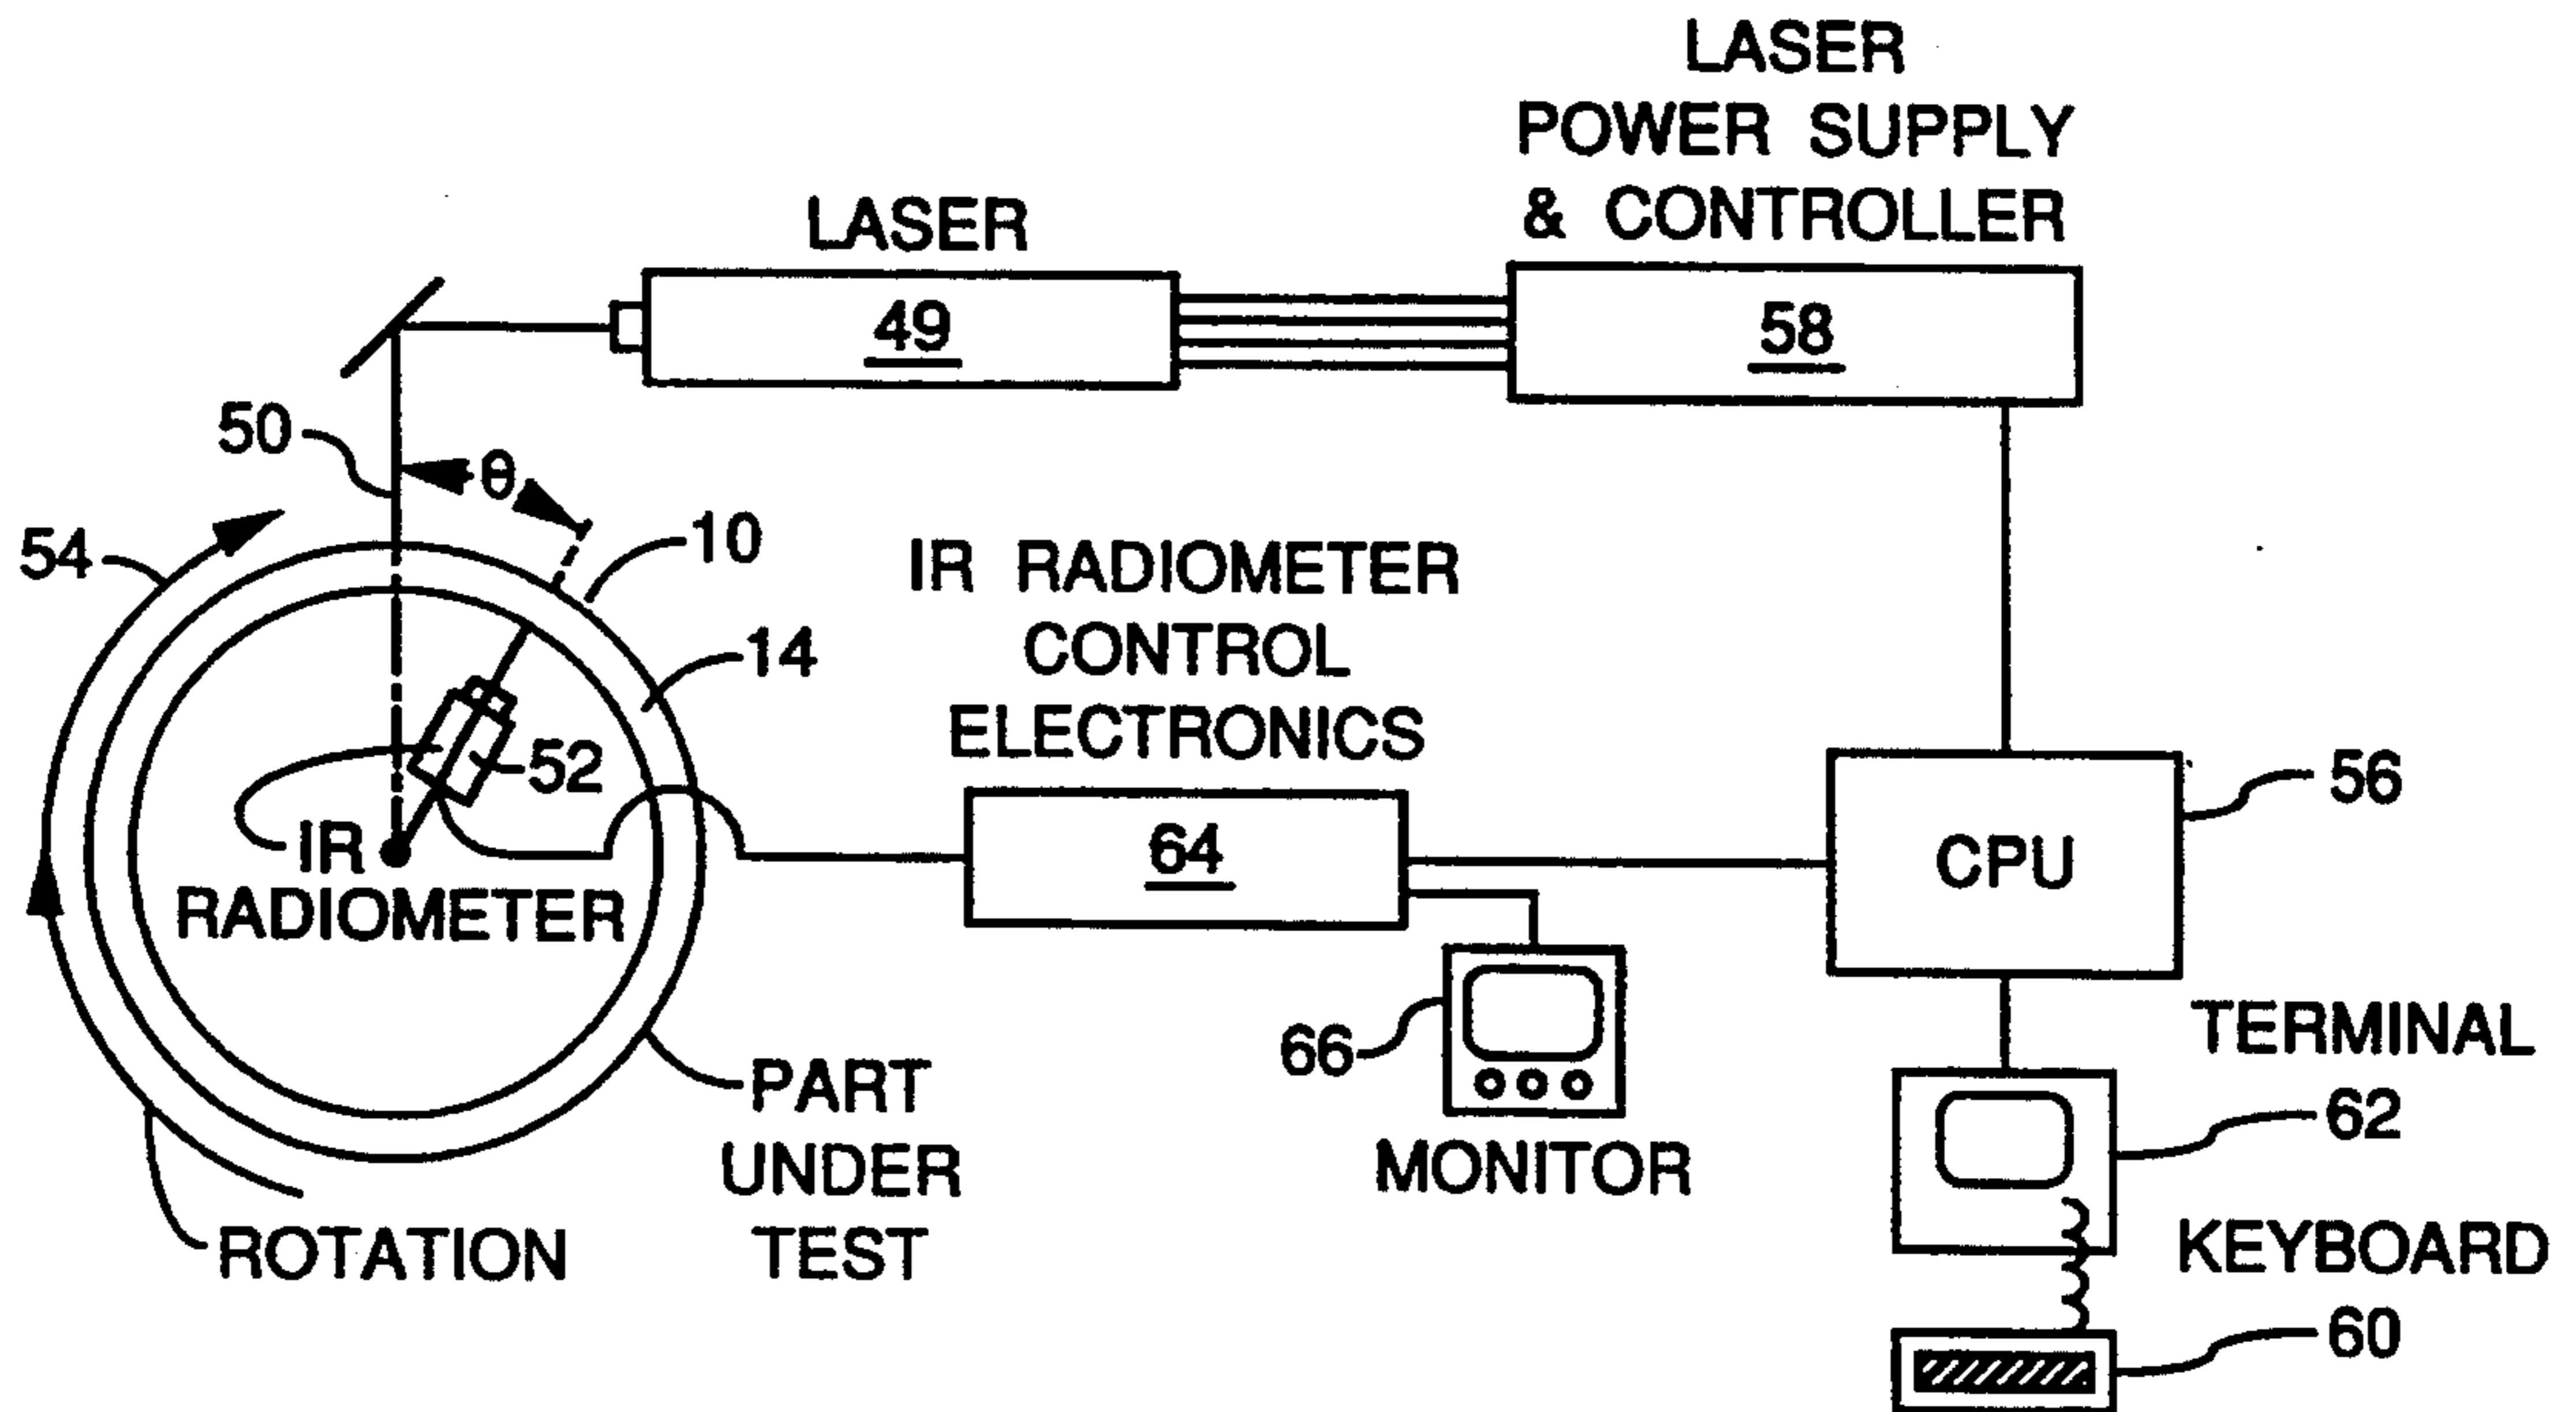 LASER
POWER SUPPLY
& CONTROLLER
LASER
49
58
50
θ
54
10
IR RADIOMETER
CONTROL
ELECTRONICS
14
52
56
IR
RADIOMETER
64
CPU
66
TERMINAL
62
PART
UNDER
TEST
MONITOR
ROTATION
KEYBOARD
60